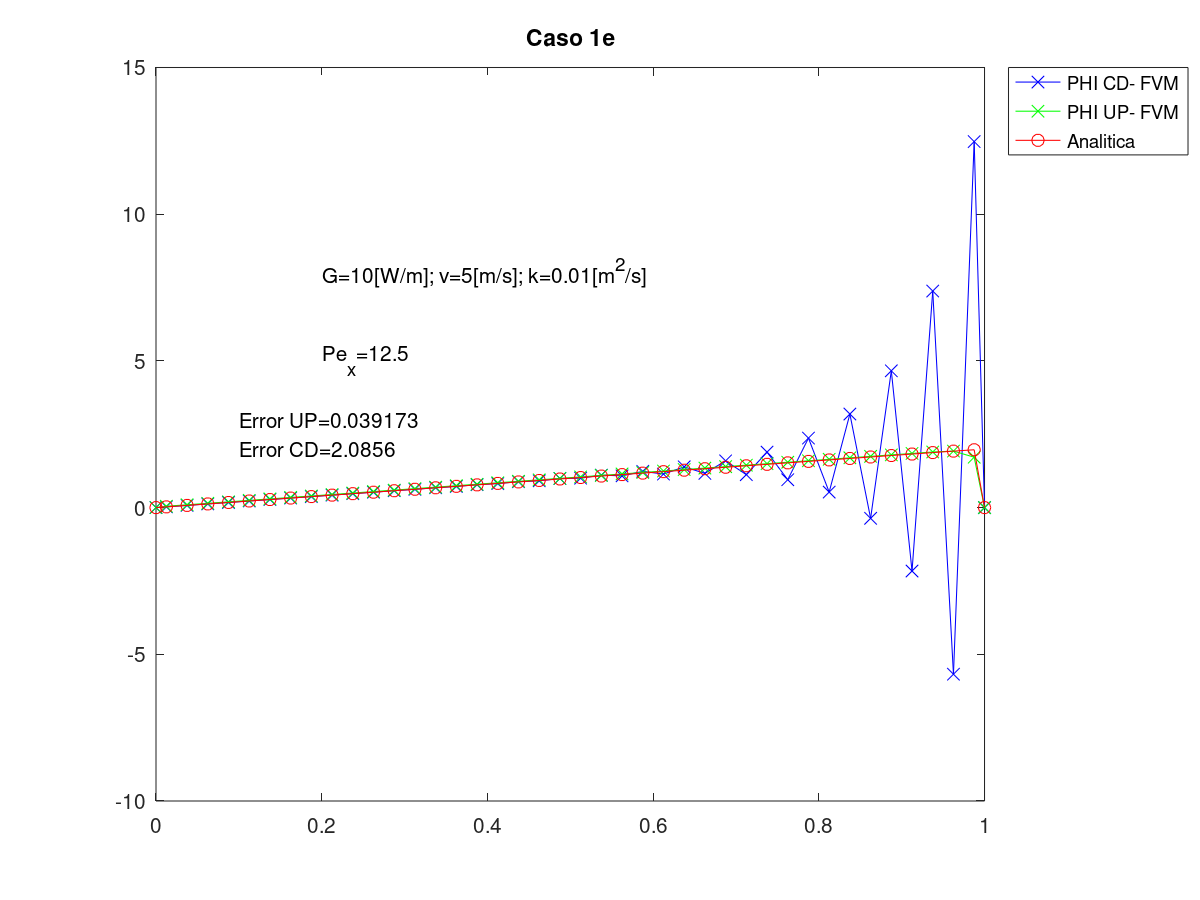 Caso 1e
PHI CD- FVM
PHI UP- FVM
Analitica
G=10[W/m]; v=5[m/s]; k=0.01[m²/s]
Peₓ=12.5
Error UP=0.039173
Error CD=2.0856
15
10
5
0
-5
-10
0 0.2 0.4 0.6 0.8 1